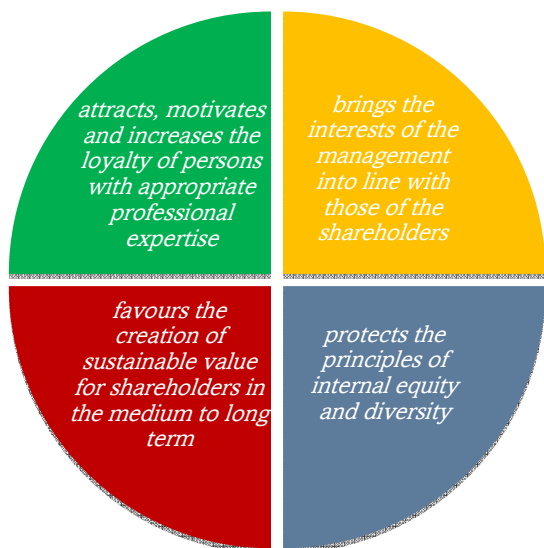 attracts, motivates
and increases the
loyalty of persons
with appropriate
professional
expertise
brings the
interests of the
management
into line with
those of the
shareholders
favours the
creation of
sustainable value
for shareholders in
the medium to long
term
protects the
principles of
internal equity
and diversity